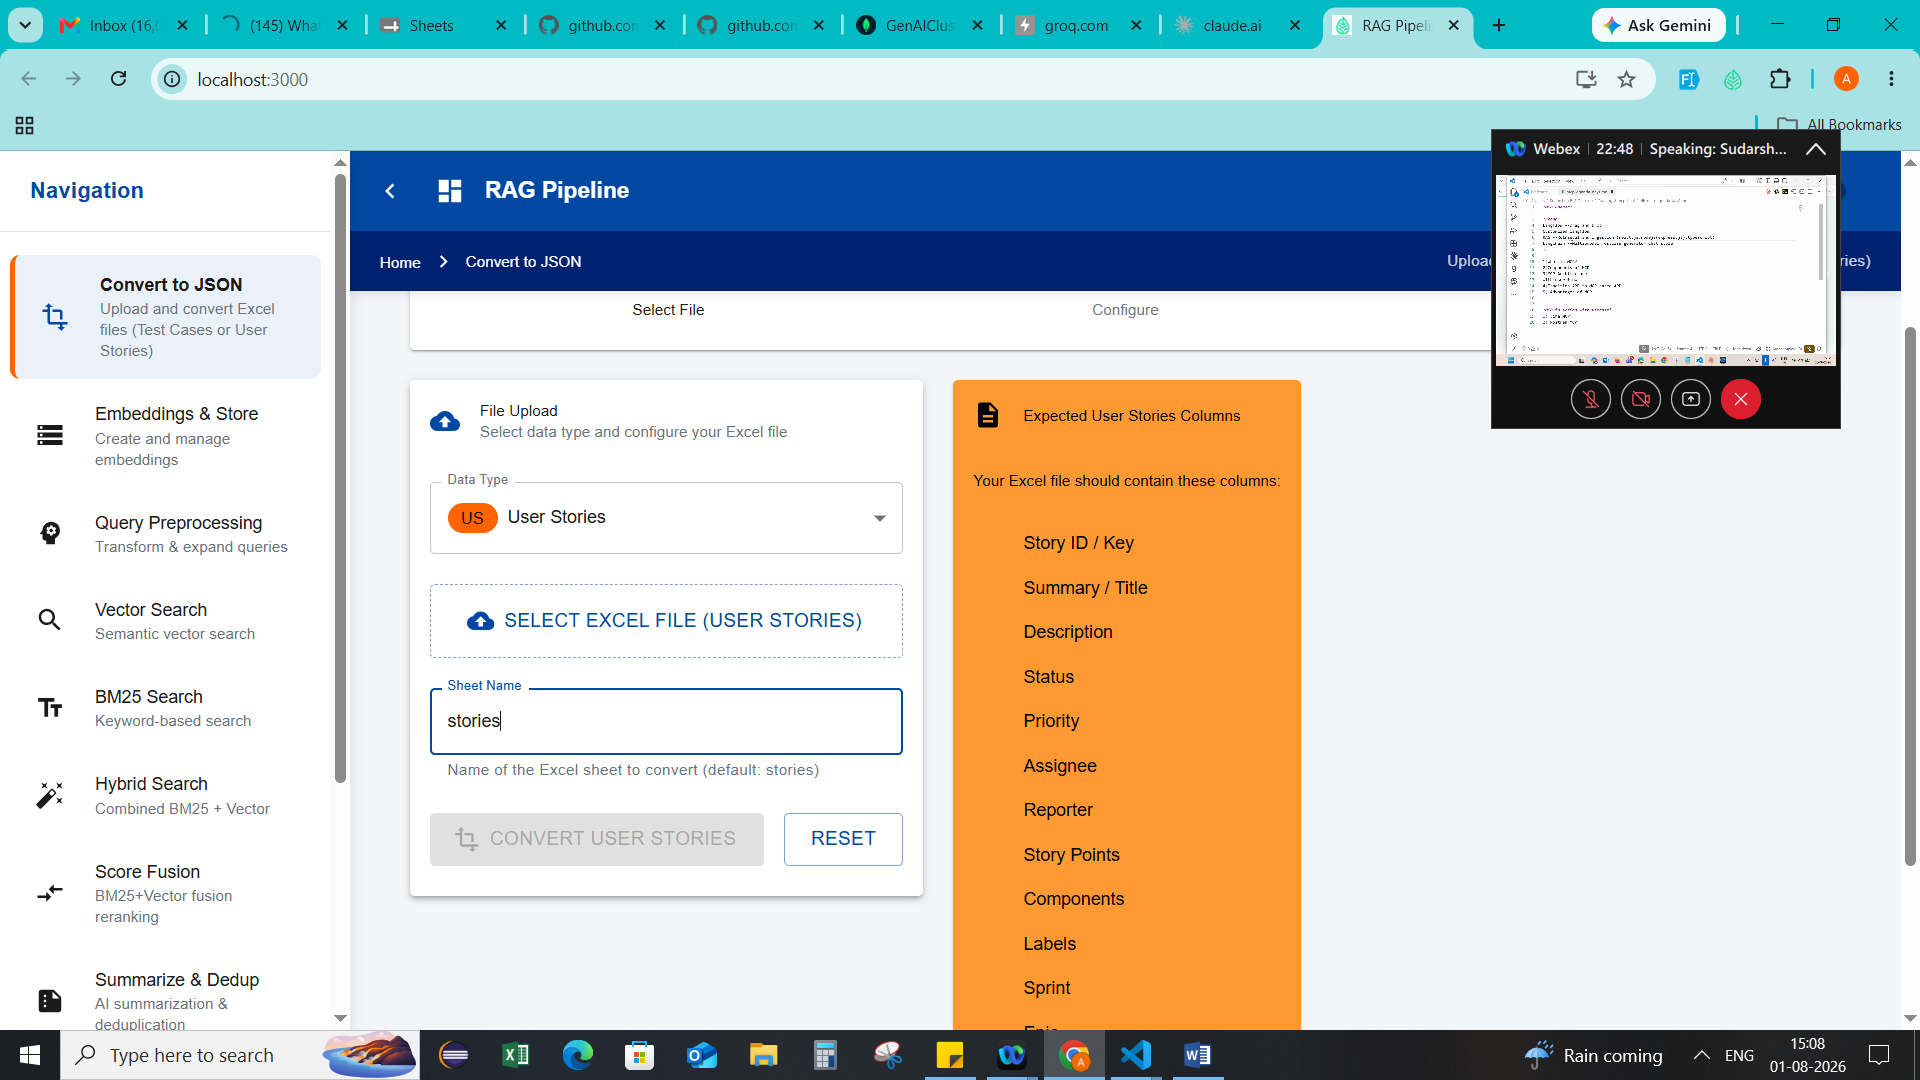 Inbox (16,0
(145) What
Sheets
github.con
github.con
GenAIClus
groq.com
claude.ai
RAG Pipeli
Ask Gemini
localhost:3000
A
All Bookmarks
Webex
22:48
Speaking: Sudarsh...
Navigation
RAG Pipeline
Home
Convert to JSON
Upload
ries)
Convert to JSON
Upload and convert Excel
files (Test Cases or User
Stories)
Embeddings & Store
Create and manage
embeddings
Query Preprocessing
Transform & expand queries
Vector Search
Semantic vector search
BM25 Search
Keyword-based search
Hybrid Search
Combined BM25 + Vector
Score Fusion
BM25+Vector fusion
reranking
Summarize & Dedup
AI summarization &
deduplication
Select File
Configure
File Upload
Select data type and configure your Excel file
Data Type
US
User Stories
SELECT EXCEL FILE (USER STORIES)
Sheet Name
stories
Name of the Excel sheet to convert (default: stories)
CONVERT USER STORIES
RESET
Expected User Stories Columns
Your Excel file should contain these columns:
Story ID / Key
Summary / Title
Description
Status
Priority
Assignee
Reporter
Story Points
Components
Labels
Sprint
Epic
Type here to search
Rain coming
ENG
15:08
01-08-2026